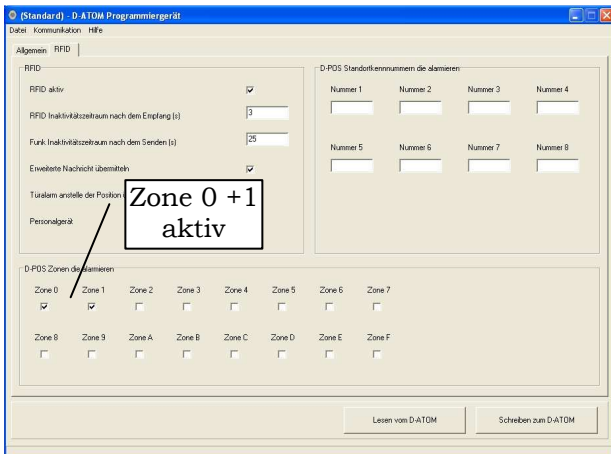 (Standard) - D-ATOM Programmiergerät
Datei Kommunikation Hilfe
Allgemein RFID
RFID
RFID aktiv
RFID Inaktivitätszeitraum nach dem Empfang (s) 3
Funk Inaktivitätszeitraum nach dem Senden (s) 25
Erweiterte Nachricht übermitteln
Türalarm anstelle der Position
Personalgerät
Zone 0 +1
aktiv
D-POS Standortkennnummern die alarmieren
Nummer 1 Nummer 2 Nummer 3 Nummer 4
Nummer 5 Nummer 6 Nummer 7 Nummer 8
D-POS Zonen die alarmieren
Zone 0 Zone 1 Zone 2 Zone 3 Zone 4 Zone 5 Zone 6 Zone 7
Zone 8 Zone 9 Zone A Zone B Zone C Zone D Zone E Zone F
Lesen vom D-ATOM Schreiben zum D-ATOM